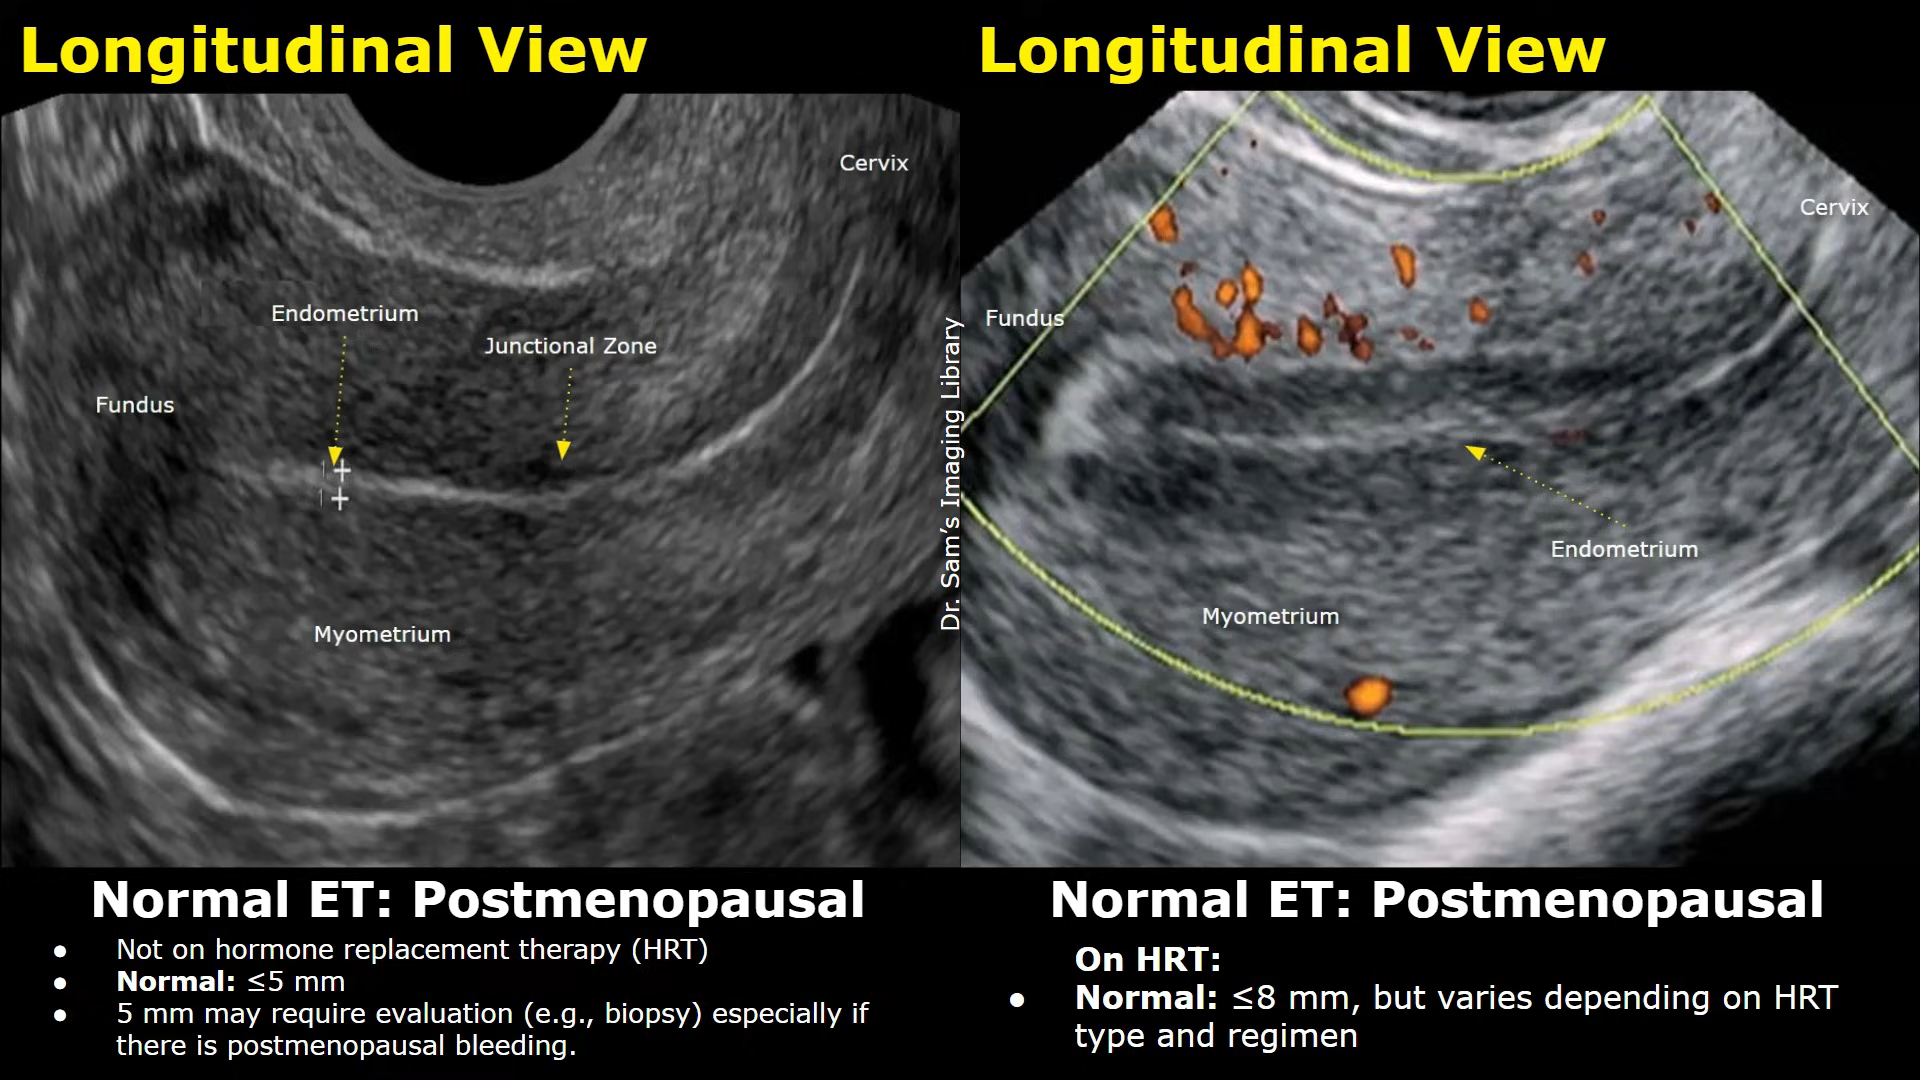 Longitudinal View
Cervix
Endometrium
Junctional Zone
Fundus
Myometrium
Normal ET: Postmenopausal
● Not on hormone replacement therapy (HRT)
● Normal: ≤5 mm
● 5 mm may require evaluation (e.g., biopsy) especially if
there is postmenopausal bleeding.
Dr. Sam’s Imaging Library
Longitudinal View
Cervix
Fundus
Endometrium
Myometrium
Normal ET: Postmenopausal
On HRT:
● Normal: ≤8 mm, but varies depending on HRT
type and regimen